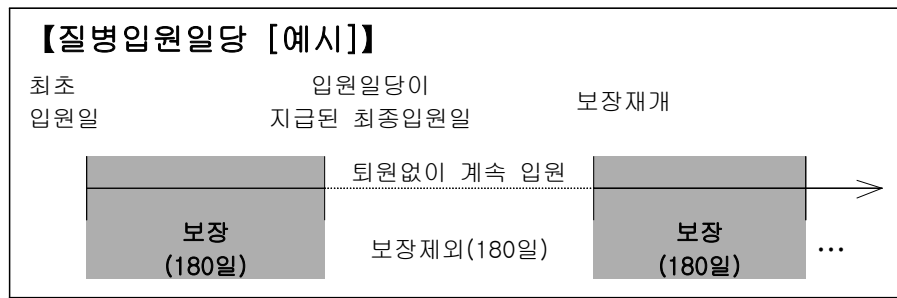 【질병입원일당 [예시]】
최초
입원일
입원일당이
지급된 최종입원일
보장재개
퇴원없이 계속 입원
보장
(180일)
보장제외(180일)
보장
(180일)
…